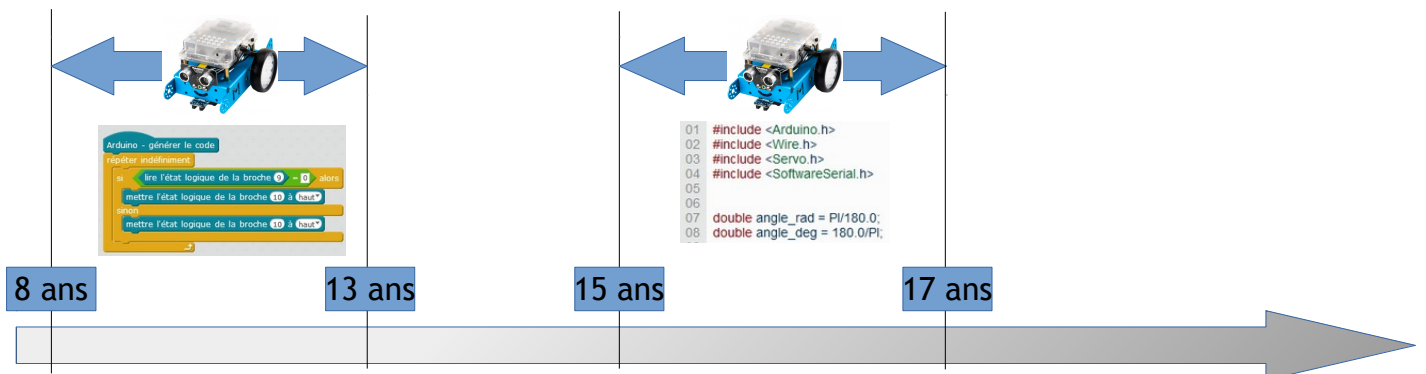 Arduino - générer le code
répéter indéfiniment
si lire l'état logique de la broche 9 = 0 alors
mettre l'état logique de la broche 10 à haut
sinon
mettre l'état logique de la broche 10 à haut
01 #include <Arduino.h>
02 #include <Wire.h>
03 #include <Servo.h>
04 #include <SoftwareSerial.h>
05
06
07 double angle_rad = PI/180.0;
08 double angle_deg = 180.0/PI;
8 ans
13 ans
15 ans
17 ans